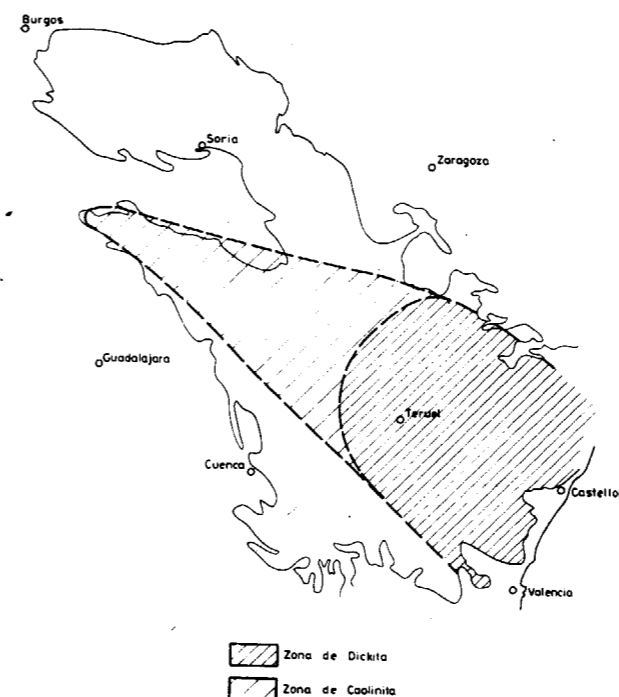 Burgos
Soria
Zaragoza
Guadalajara
Teruel
Cuenca
Castello
Valencia
Zona de Dickita
Zona de Caolinita